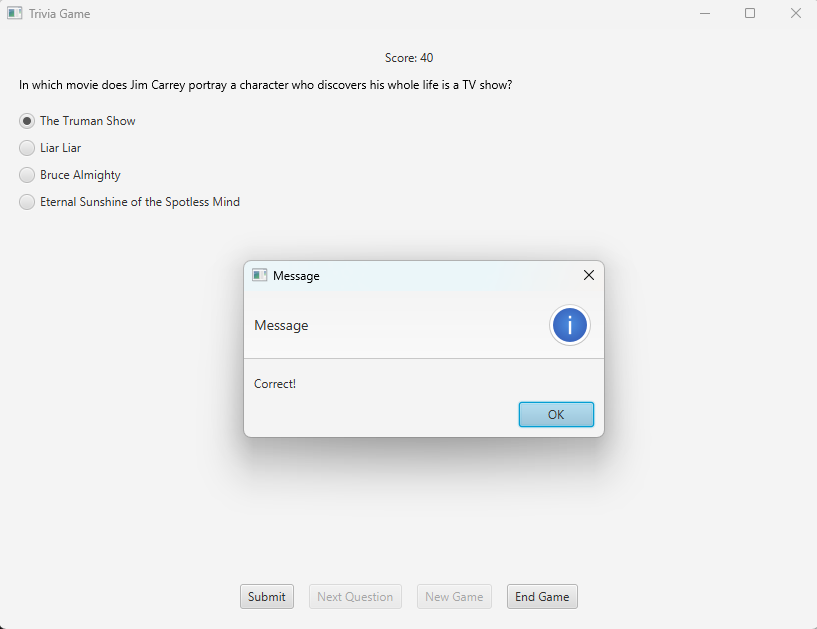 Trivia Game
Score: 40
In which movie does Jim Carrey portray a character who discovers his whole life is a TV show?
The Truman Show
Liar Liar
Bruce Almighty
Eternal Sunshine of the Spotless Mind
Message
Message
i
Correct!
OK
Submit Next Question New Game End Game